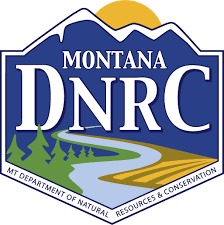 MONTANA
DNRC
MT DEPARTMENT OF NATURAL RESOURCES & CONSERVATION